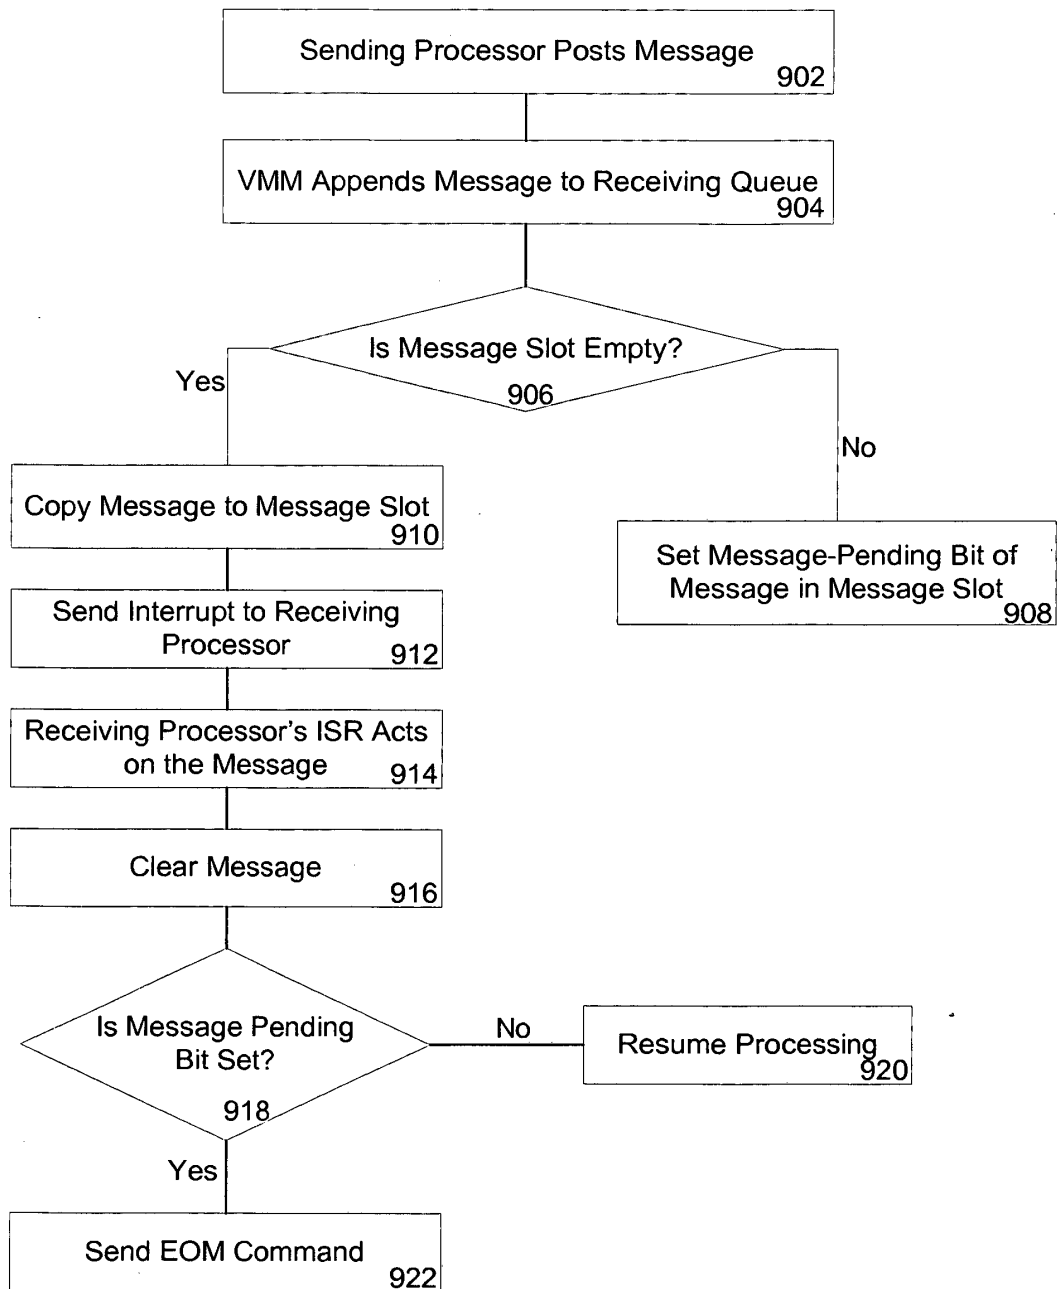 Sending Processor Posts Message
902
VMM Appends Message to Receiving Queue
904
Is Message Slot Empty?
906
Yes
No
Copy Message to Message Slot
910
Set Message-Pending Bit of
Message in Message Slot
908
Send Interrupt to Receiving
Processor
912
Receiving Processor's ISR Acts
on the Message
914
Clear Message
916
Is Message Pending
Bit Set?
918
No
Resume Processing
920
Yes
Send EOM Command
922